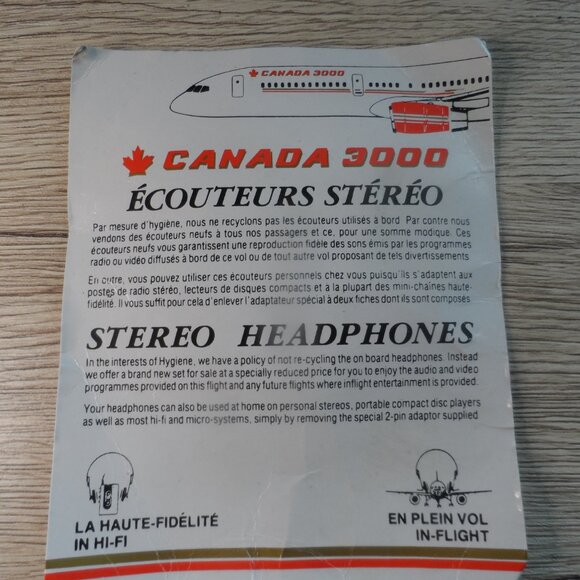 CANADA 3000
CANADA 3000
ÉCOUTEURS STÉRÉO
Par mesure d'hygiène, nous ne recyclons pas les écouteurs utilisés à bord. Par contre nous
vendons des écouteurs neufs à tous nos passagers et ce, pour une somme modique. Ces
écouteurs neufs vous garantissent une reproduction fidèle des sons émis par les programmes
radio ou vidéo diffusés à bord de ce vol ou de tout autre vol proposant de tels divertissements
En outre, vous pouvez utiliser ces écouteurs personnels chez vous puisqu'ils s'adaptent aux
postes de radio stéréo, lecteurs de disques compacts et à la plupart des mini-chaînes haute-
fidélité. Il vous suffit pour cela d'enlever l'adaptateur spécial à deux fiches dont ils sont composés
STEREO HEADPHONES
In the interests of Hygiene, we have a policy of not re-cycling the on board headphones. Instead
we offer a brand new set for sale at a specially reduced price for you to enjoy the audio and video
programmes provided on this flight and any future flights where inflight entertainment is provided.
Your headphones can also be used at home on personal stereos, portable compact disc players
as well as most hi-fi and micro-systems, simply by removing the special 2-pin adaptor supplied
LA HAUTE-FIDÉLITÉ
IN HI-FI
EN PLEIN VOL
IN-FLIGHT